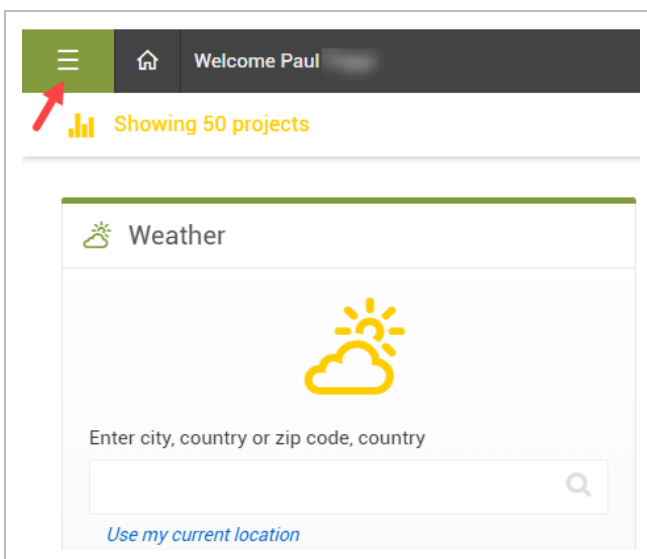 Welcome Paul
Showing 50 projects
Weather
Enter city, country or zip code, country
Use my current location